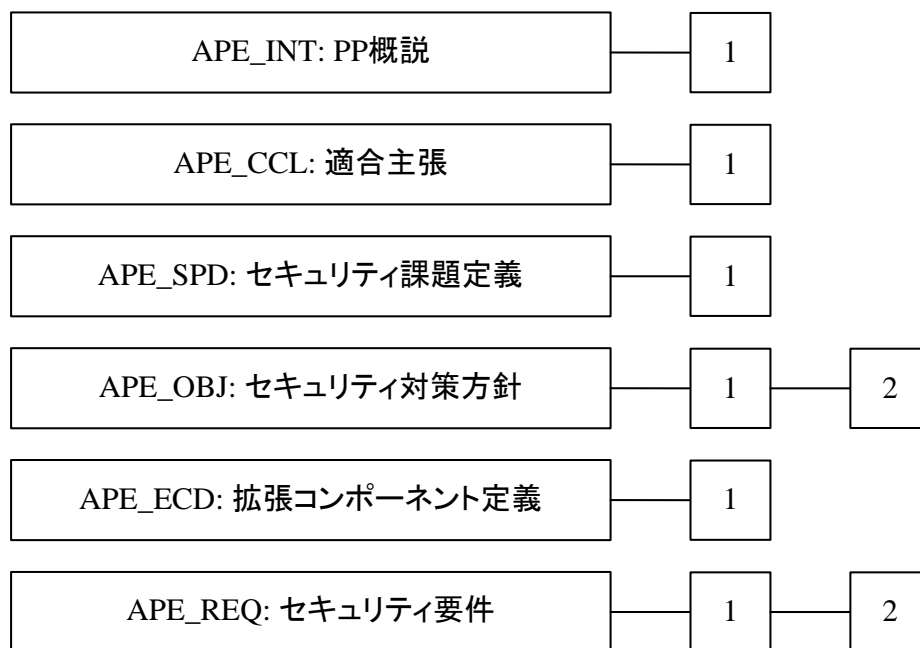 APE_INT: PP概説 1
APE_CCL: 適合主張 1
APE_SPD: セキュリティ課題定義 1
APE_OBJ: セキュリティ対策方針 1 2
APE_ECD: 拡張コンポーネント定義 1
APE_REQ: セキュリティ要件 1 2